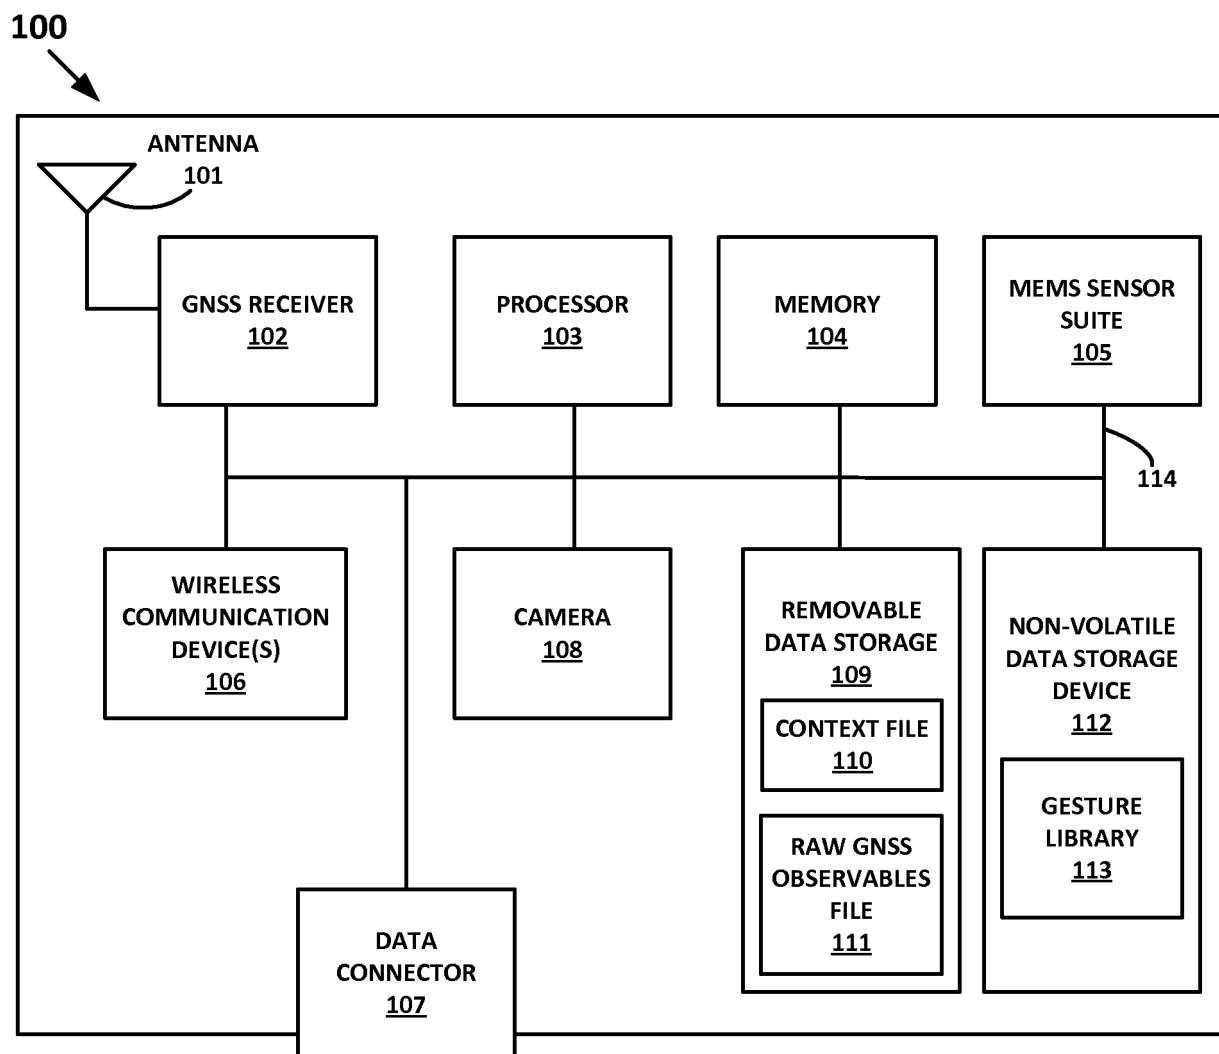 100
ANTENNA
101
GNSS RECEIVER
102
PROCESSOR
103
MEMORY
104
MEMS SENSOR
SUITE
105
114
WIRELESS
COMMUNICATION
DEVICE(S)
106
CAMERA
108
REMOVABLE
DATA STORAGE
109
CONTEXT FILE
110
RAW GNSS
OBSERVABLES
FILE
111
NON-VOLATILE
DATA STORAGE
DEVICE
112
GESTURE
LIBRARY
113
DATA
CONNECTOR
107